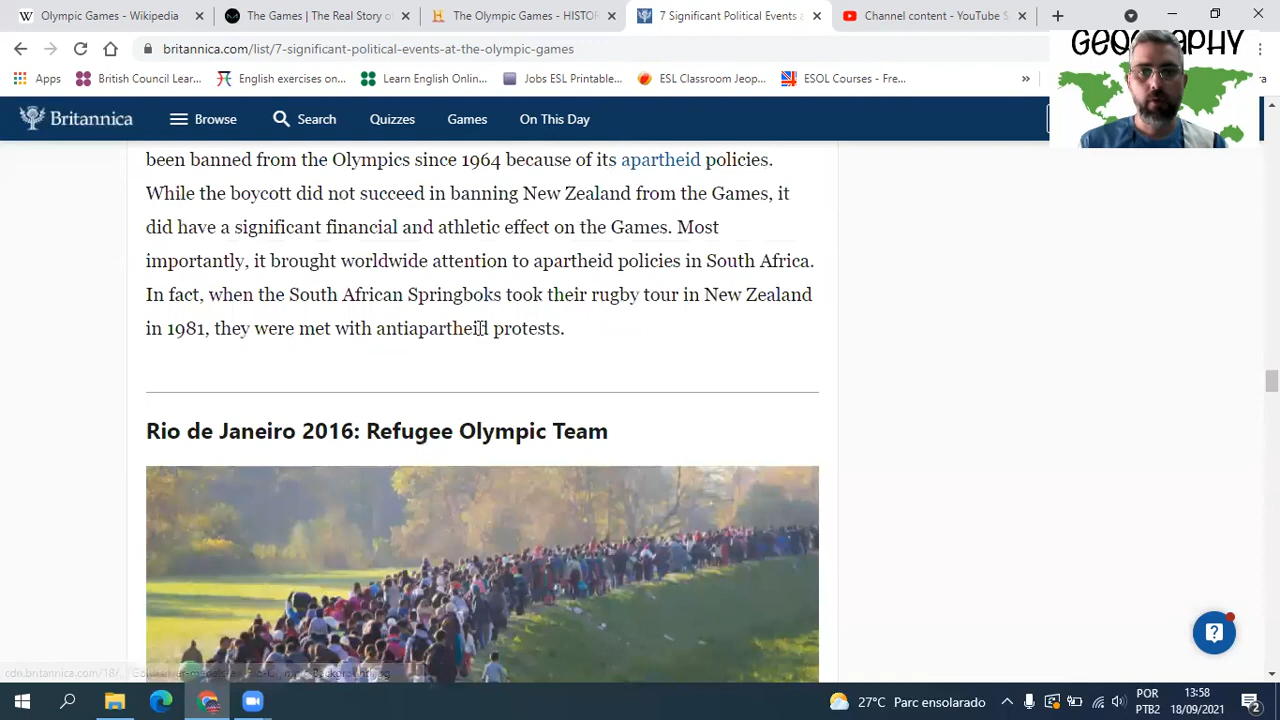 Olympic Games - Wikipedia
The Games | The Real Story o
The Olympic Games - HISTOR
7 Significant Political Events
Channel content - YouTube S
britannica.com/list/7-significant-political-events-at-the-olympic-games
GEOGRAPHY
Apps
British Council Lear...
English exercises on...
Learn English Onlin...
Jobs ESL Printable...
ESL Classroom Jeop...
ESOL Courses - Fre...
»
Britannica
Browse
Search
Quizzes
Games
On This Day
been banned from the Olympics since 1964 because of its apartheid policies.
While the boycott did not succeed in banning New Zealand from the Games, it
did have a significant financial and athletic effect on the Games. Most
importantly, it brought worldwide attention to apartheid policies in South Africa.
In fact, when the South African Springboks took their rugby tour in New Zealand
in 1981, they were met with antiapartheid protests.
Rio de Janeiro 2016: Refugee Olympic Team
cdn.britannica.com/18/
27°C Parc ensolarado
POR
PTB2
13:58
18/09/2021
2